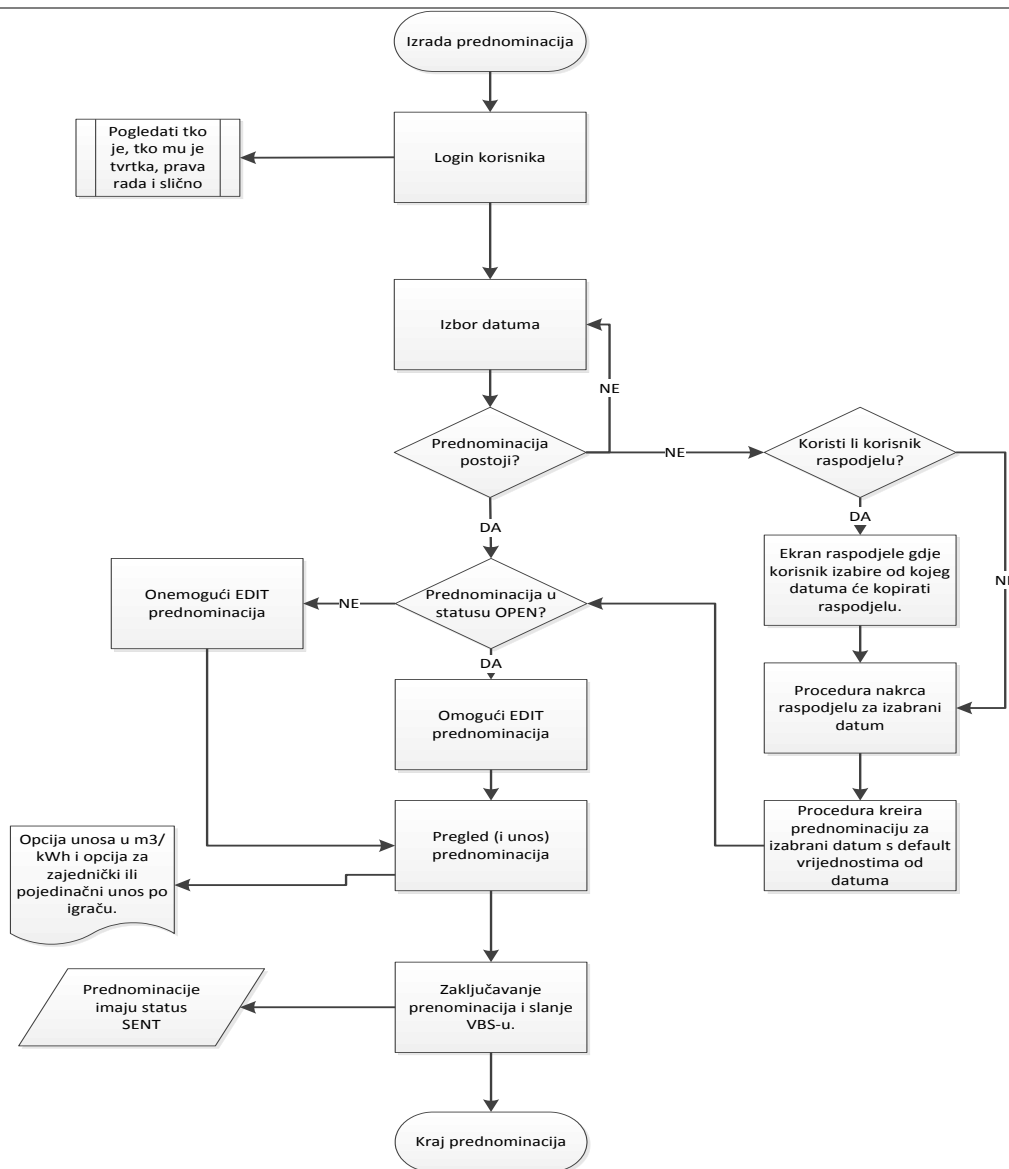 Izrada prednominacija
Pogledati tko
je, tko mu je
tvrtka, prava
rada i slično
Login korisnika
Izbor datuma
NE
Prednominacija
postoji?
NE
Koristi li korisnik
raspodjelu?
DA
DA
Ekran raspodjele gdje
korisnik izabire od kojeg
datuma će kopirati
raspodjelu.
NE
Onemogući EDIT
prednominacija
NE
Prednominacija u
statusu OPEN?
DA
Omogući EDIT
prednominacija
Procedura nakrca
raspodjelu za izabrani
datum
Procedura kreira
prednominaciju za
izabrani datum s default
vrijednostima od
datuma
Opcija unosa u m3/
kWh i opcija za
zajednički ili
pojedinačni unos po
igraču.
Pregled (i unos)
prednominacija
Prednominacije
imaju status
SENT
Zaključavanje
prenominacija i slanje
VBS-u.
Kraj prednominacija